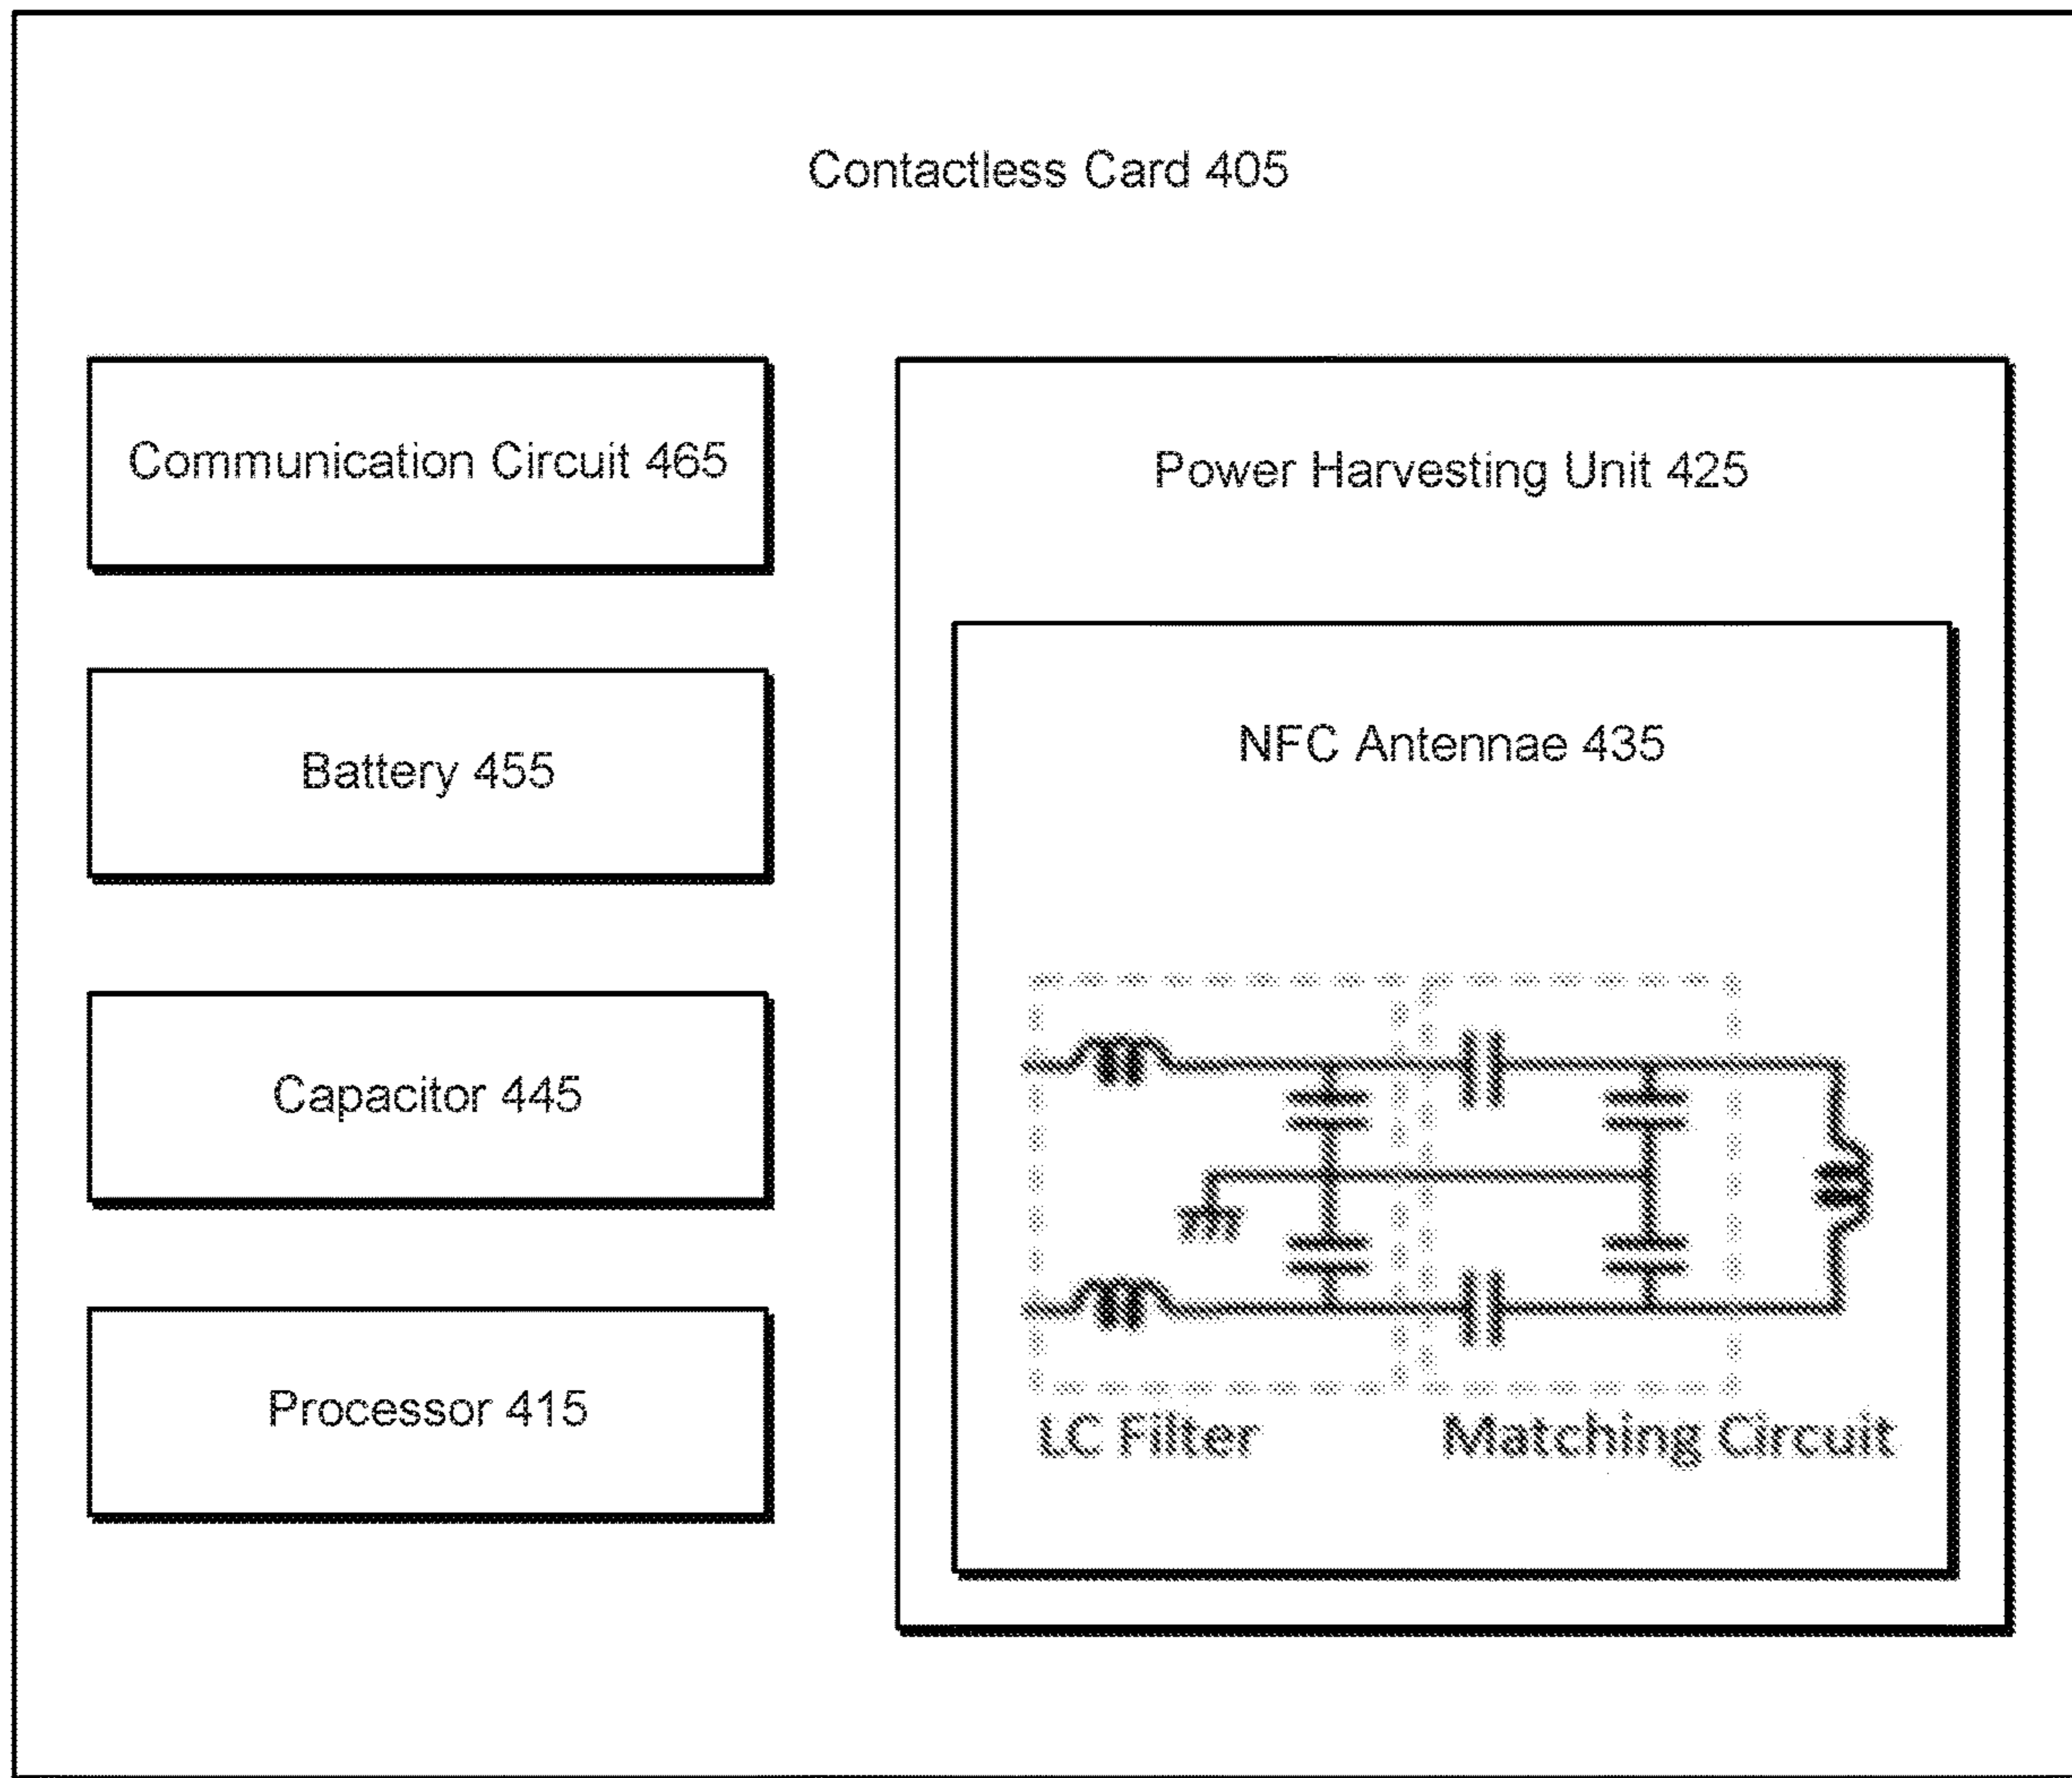 Contactless Card 405
Communication Circuit 465
Battery 455
Capacitor 445
Processor 415
Power Harvesting Unit 425
NFC Antennae 435
LC Filter
Matching Circuit